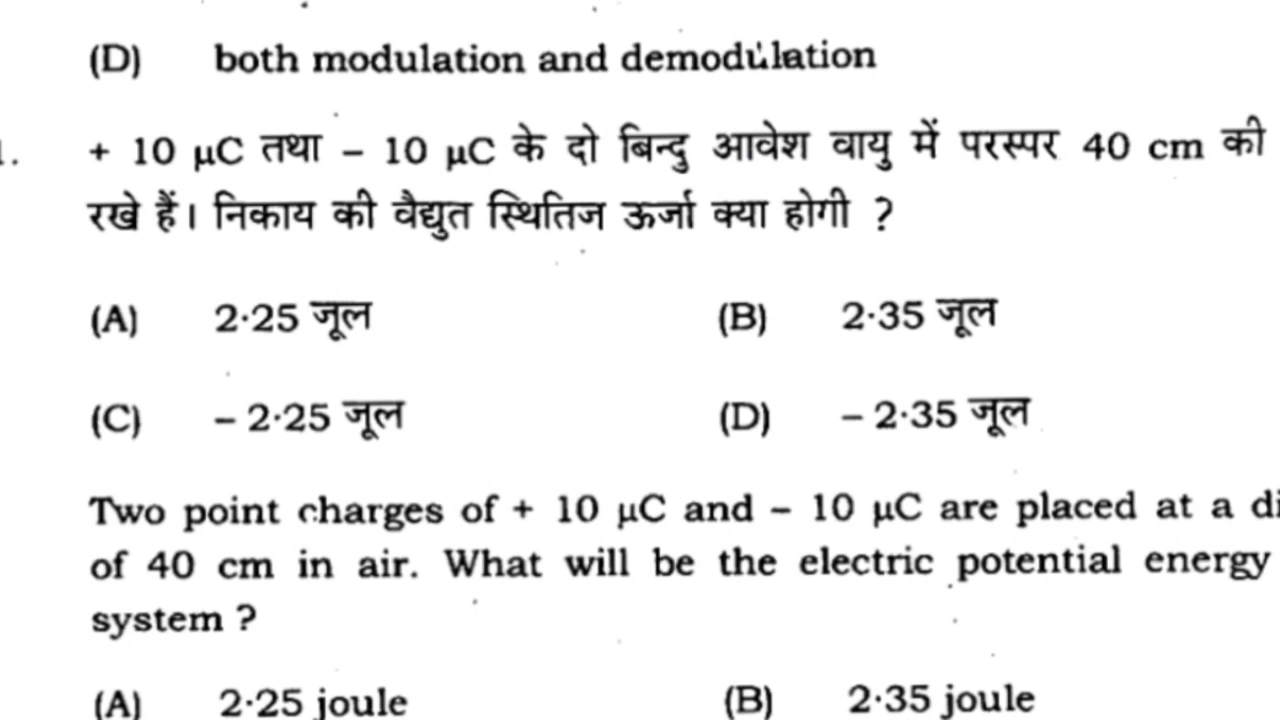 (D) both modulation and demodulation
+ 10 μC तथा – 10 μC के दो बिन्दु आवेश वायु में परस्पर 40 cm की
रखे हैं। निकाय की वैद्युत स्थितिज ऊर्जा क्या होगी ?
(A) 2·25 जूल (B) 2·35 जूल
(C) – 2·25 जूल (D) – 2·35 जूल
Two point charges of + 10 μC and – 10 μC are placed at a
of 40 cm in air. What will be the electric potential energy
system ?
(A) 2·25 joule (B) 2·35 joule